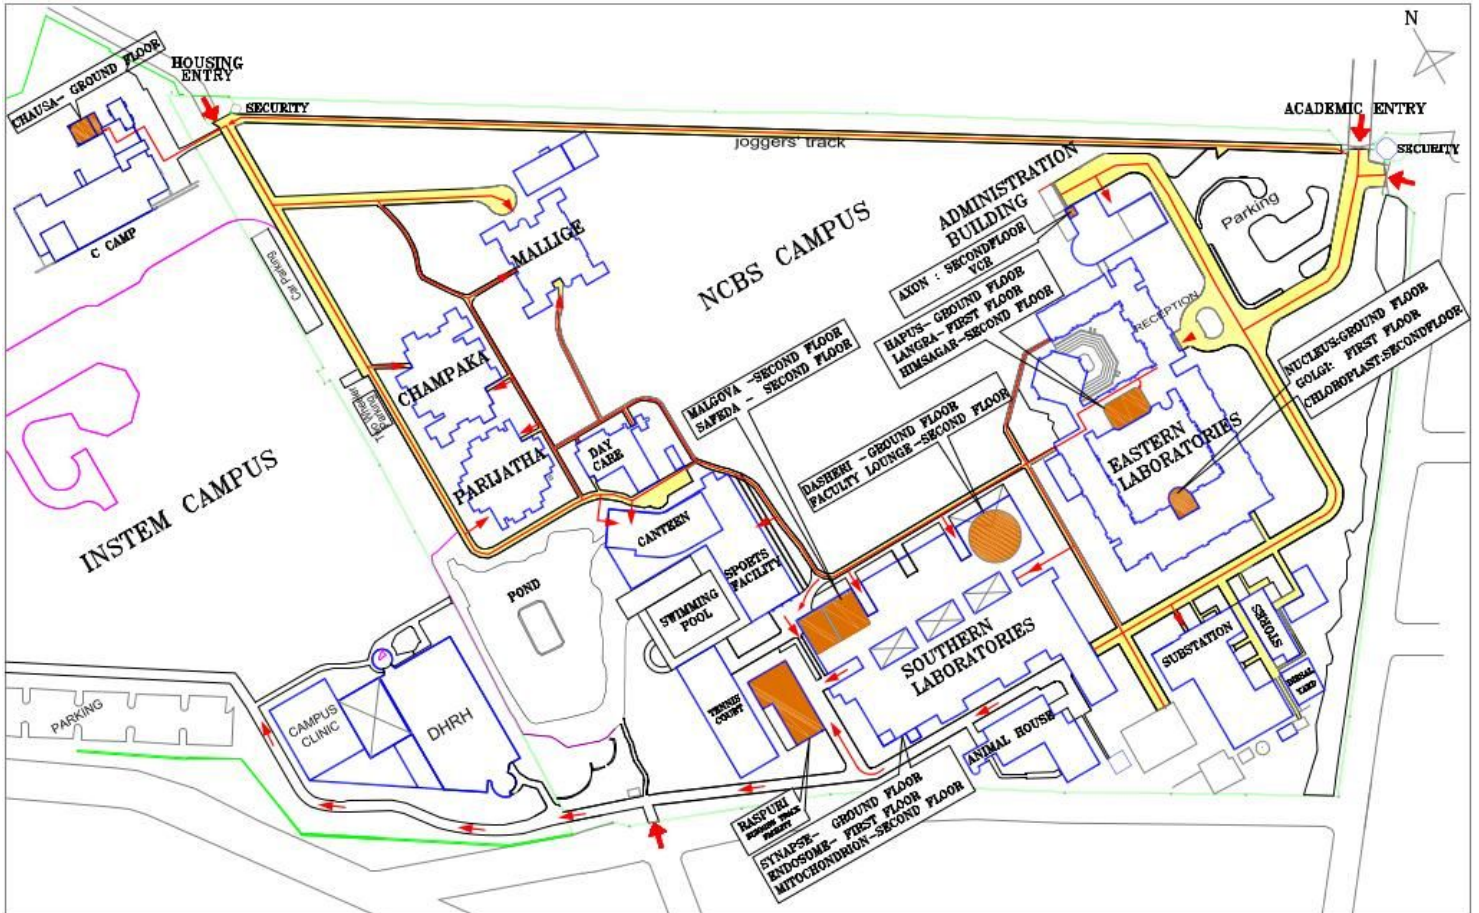 N
CHAUSA- GROUND FLOOR
HOUSING
ENTRY
SECURITY
ACADEMIC ENTRY
SECURITY
joggers' track
C CAMP
Car Parking
MALLIGE
NCBS CAMPUS
ADMINISTRATION
BUILDING
Parking
AXON : SECONDFLOOR
VCR
HAPUS- GROUND FLOOR
LANGRA-FIRST FLOOR
HIMSAGAR-SECOND FLOOR
RECEPTION
NUCLEUS:GROUND FLOOR
GOLGI: FIRST FLOOR
CHLOROPLAST:SECONDFLOOR
CHAMPAKA
MALGOVA -SECOND FLOOR
SAFEDA - SECOND FLOOR
DASHERI -GROUND FLOOR
FACULTY LOUNGE-SECOND FLOOR
Two Wheeler
Parking
PARIJATHA
DAY
CARE
EASTERN
LABORATORIES
INSTEM CAMPUS
CANTEEN
SPORTS
FACILITY
POND
SWIMMING
POOL
SOUTHERN
LABORATORIES
SUBSTATION
STORES
YARD
TENNIS
COURT
PARKING
CAMPUS
CLINIC
DHRH
ANIMAL HOUSE
RASPURI
SYNAPSE- GROUND FLOOR
ENDOSOME- FIRST FLOOR
MITOCHONDRION-SECOND FLOOR